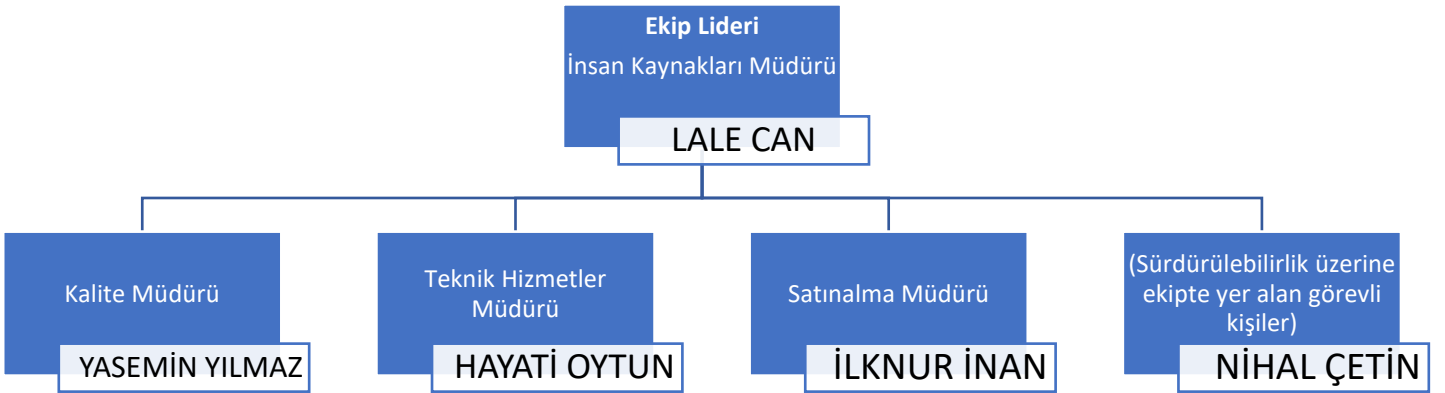 Ekip Lideri
İnsan Kaynakları Müdürü
LALE CAN
Kalite Müdürü
YASEMİN YILMAZ
Teknik Hizmetler
Müdürü
HAYATİ OYTUN
Satınalma Müdürü
İLKNUR İNAN
(Sürdürülebilirlik üzerine
ekipte yer alan görevli
kişiler)
NİHAL ÇETİN